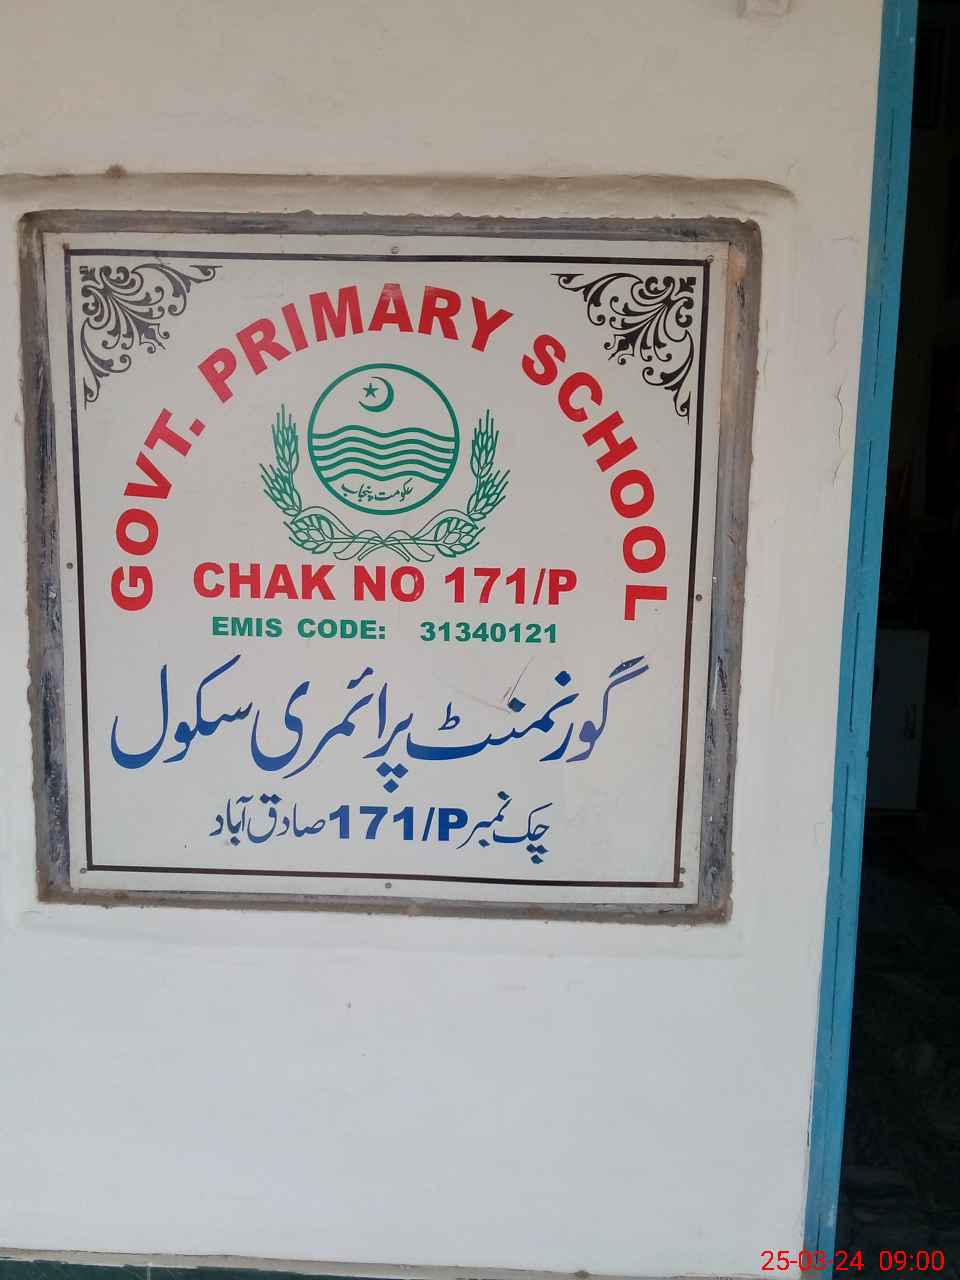 GOVT. PRIMARY SCHOOL
حکومت پنجاب
CHAK NO 171/P
EMIS CODE: 31340121
گورنمنٹ پرائمری سکول
چک نمبر 171/P صادق آباد
25-03-24 09:00